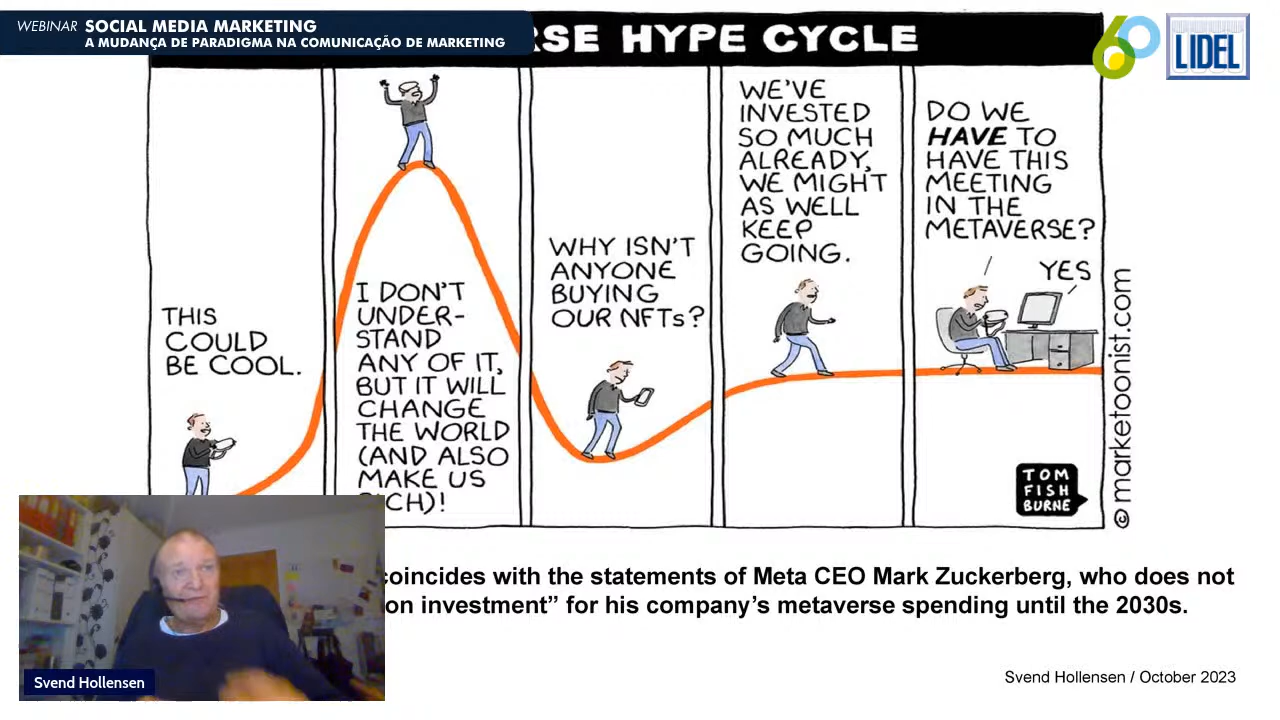 WEBINAR SOCIAL MEDIA MARKETING
A MUDANÇA DE PARADIGMA NA COMUNICAÇÃO DE MARKETING
HYPE CYCLE
60
LIDEL
THIS
COULD
BE COOL.
I DON'T
UNDER-
STAND
ANY OF IT,
BUT IT WILL
CHANGE
THE WORLD
(AND ALSO
MAKE US
WHY ISN'T
ANYONE
BUYING
OUR NFTs?
WE'VE
INVESTED
SO MUCH
ALREADY,
WE MIGHT
AS WELL
KEEP
GOING.
DO WE
HAVE TO
HAVE THIS
MEETING
IN THE
METAVERSE?
YES
TOM
FISH
BURNE
© marketoonist.com
coincides with the statements of Meta CEO Mark Zuckerberg, who does not
on investment” for his company’s metaverse spending until the 2030s.
Svend Hollensen
Svend Hollensen / October 2023